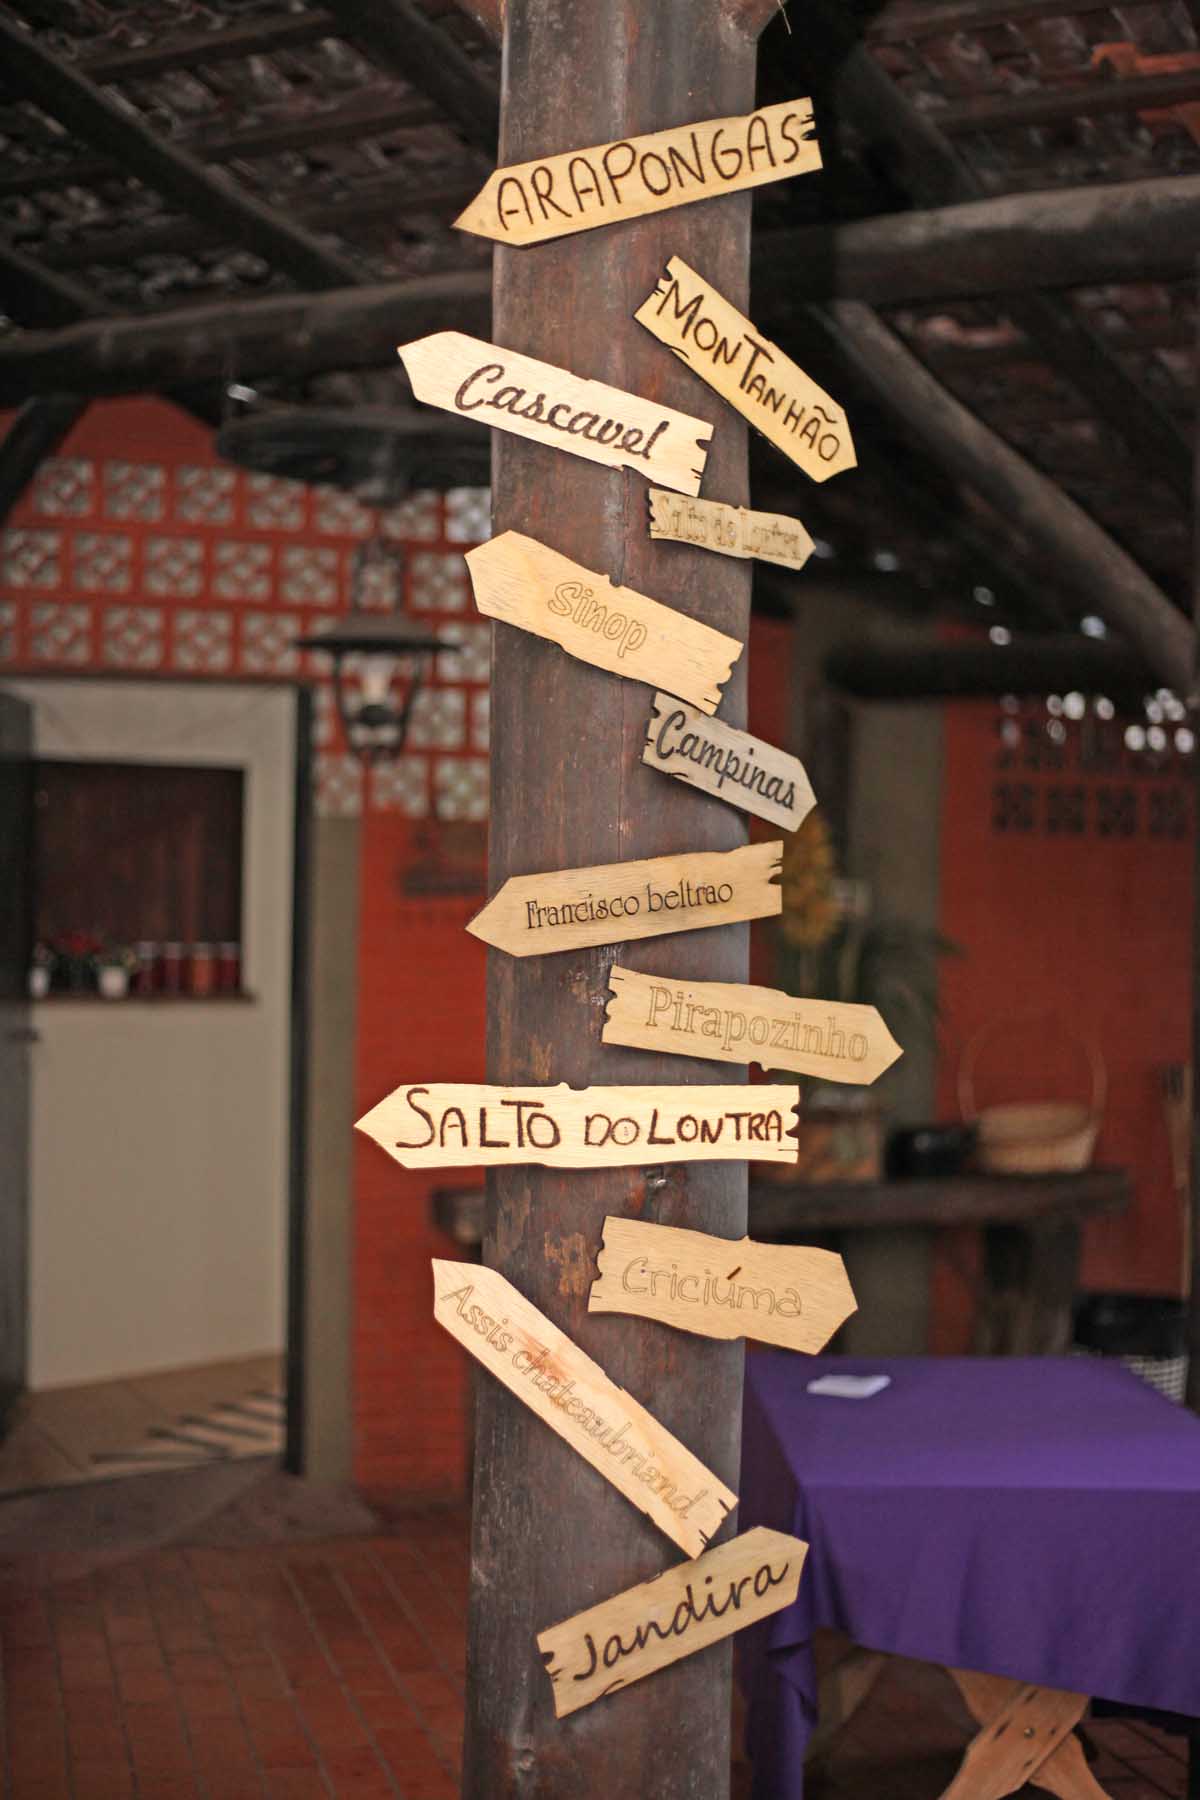 ARAPONGAS
MONTANHÃO
Cascavel
Salto do Lontra
Sinop
Campinas
Francisco beltrao
Pirapozinho
SALTO DO LONTRA
Criciúma
Assis chateaubriand
Jandira